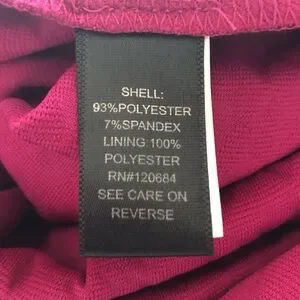 SHELL:
93%POLYESTER
7%SPANDEX
LINING 100%
POLYESTER
RN#120684
SEE CARE ON
REVERSE